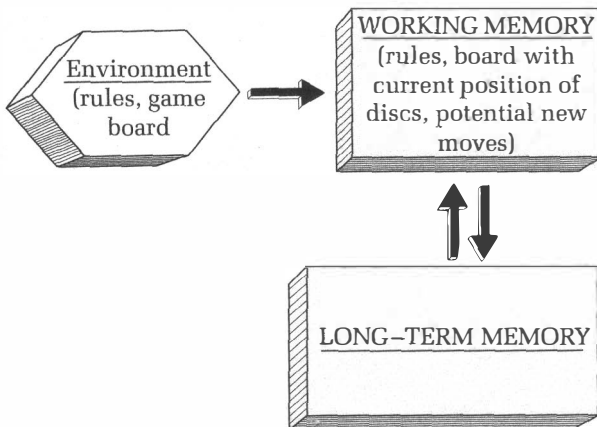 Environment
(rules, game
board
WORKING MEMORY
(rules, board with
current position of
discs, potential new
moves)
LONG-TERM MEMORY